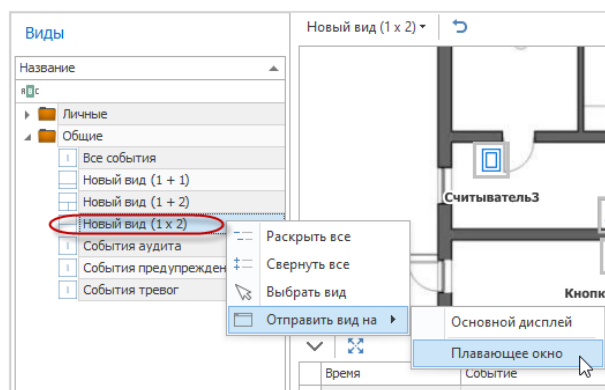 Виды
Новый вид (1 x 2)
Название
ABC
Личные
Общие
Все события
Новый вид (1 + 1)
Новый вид (1 + 2)
Новый вид (1 x 2)
События аудита
События предупрежден
События тревог
Считыватель3
Кнопк
Раскрыть все
Свернуть все
Выбрать вид
Отправить вид на
Основной дисплей
Плавающее окно
Время Событие